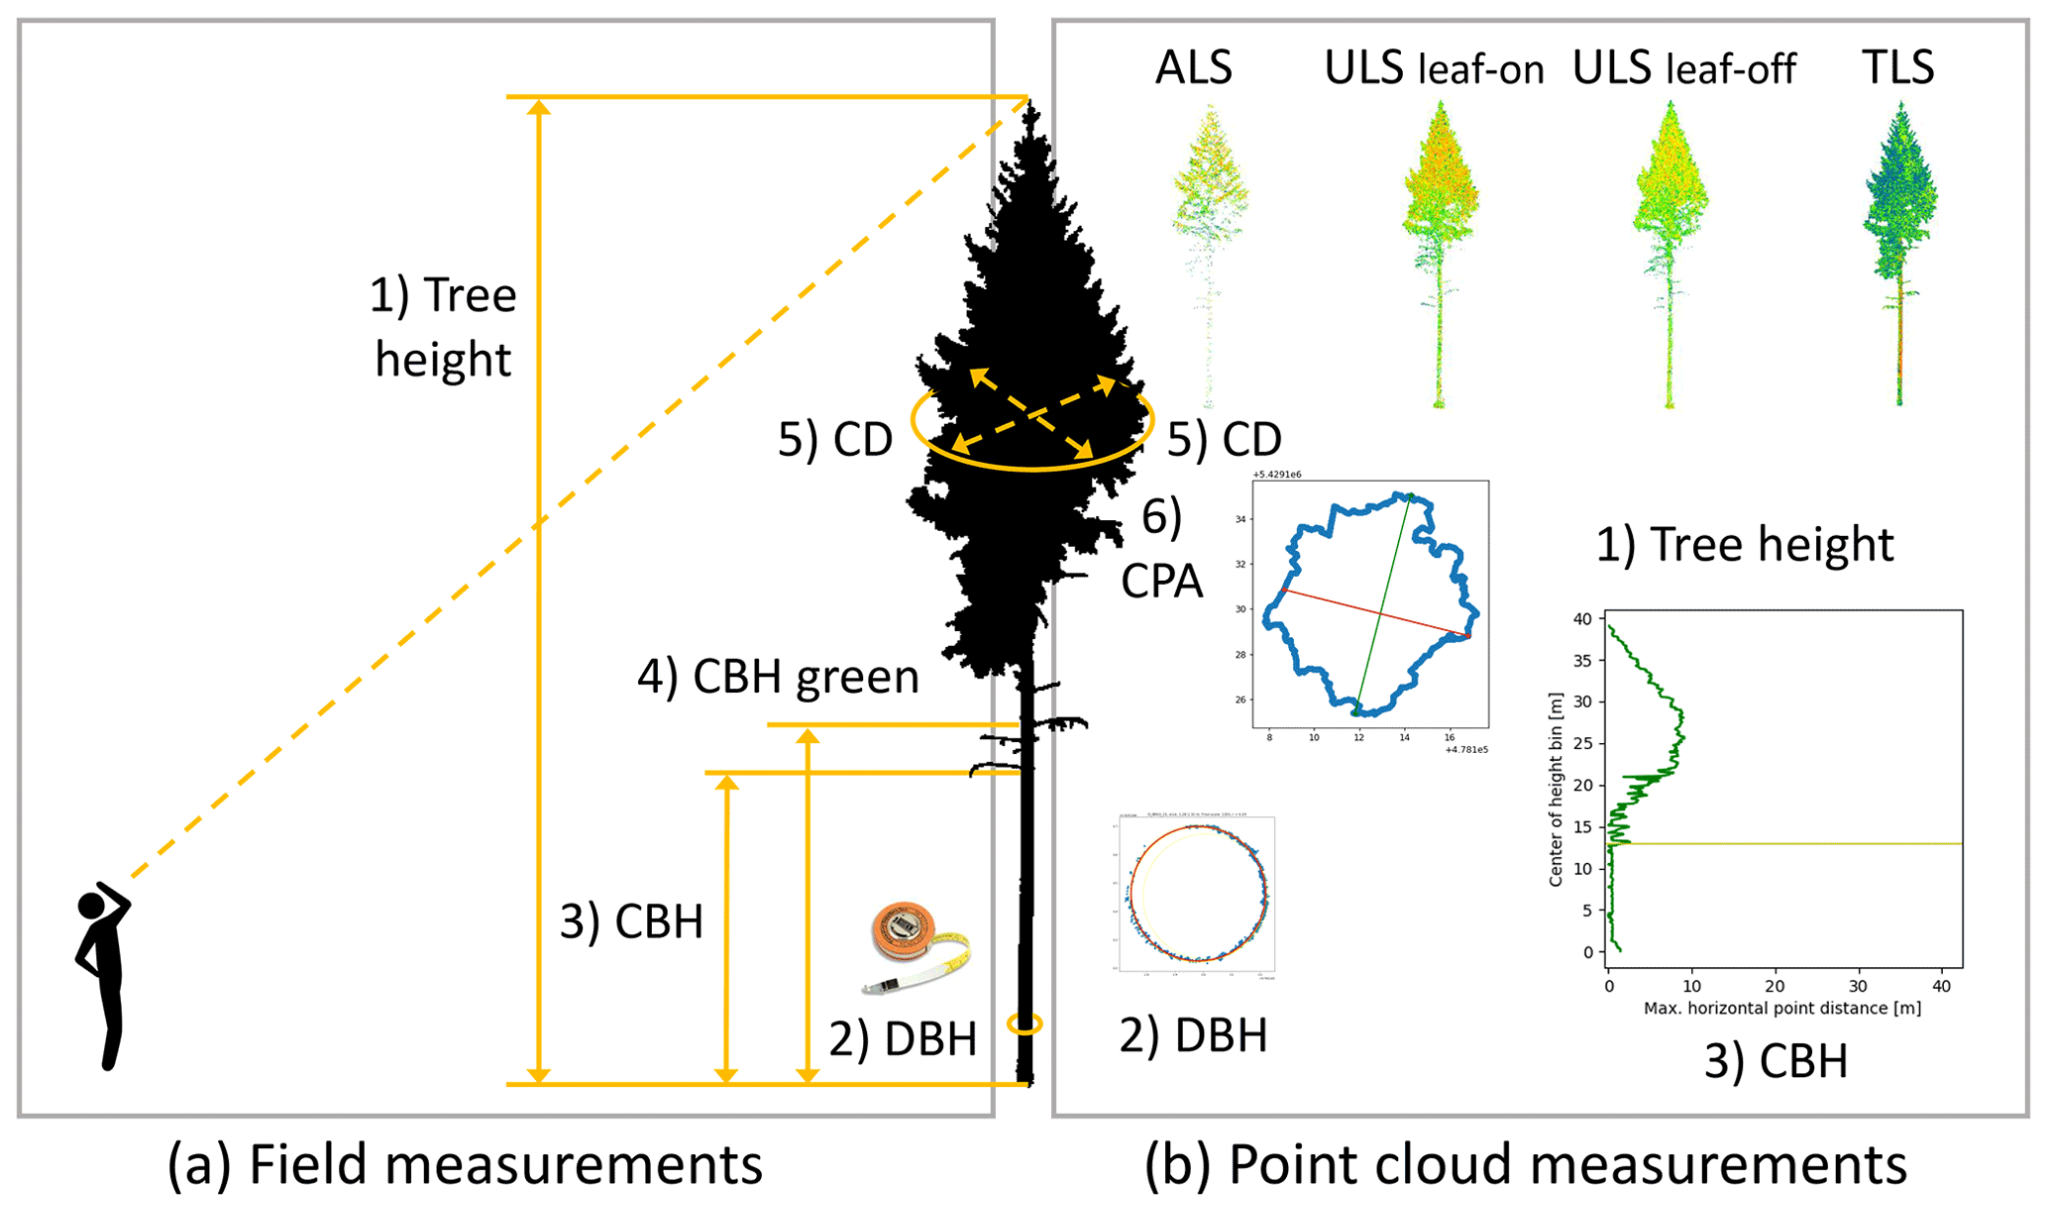 1) Tree
height
5) CD
4) CBH green
3) CBH
2) DBH
(a) Field measurements
ALS
ULS leaf-on
ULS leaf-off
TLS
5) CD
6)
CPA
+5.4291e6
34
32
30
28
26
8
10
12
14
16
+4.781e5
2) DBH
1) Tree height
Center of height bin [m]
40
35
30
25
20
15
10
5
0
0
10
20
30
40
Max. horizontal point distance [m]
3) CBH
(b) Point cloud measurements